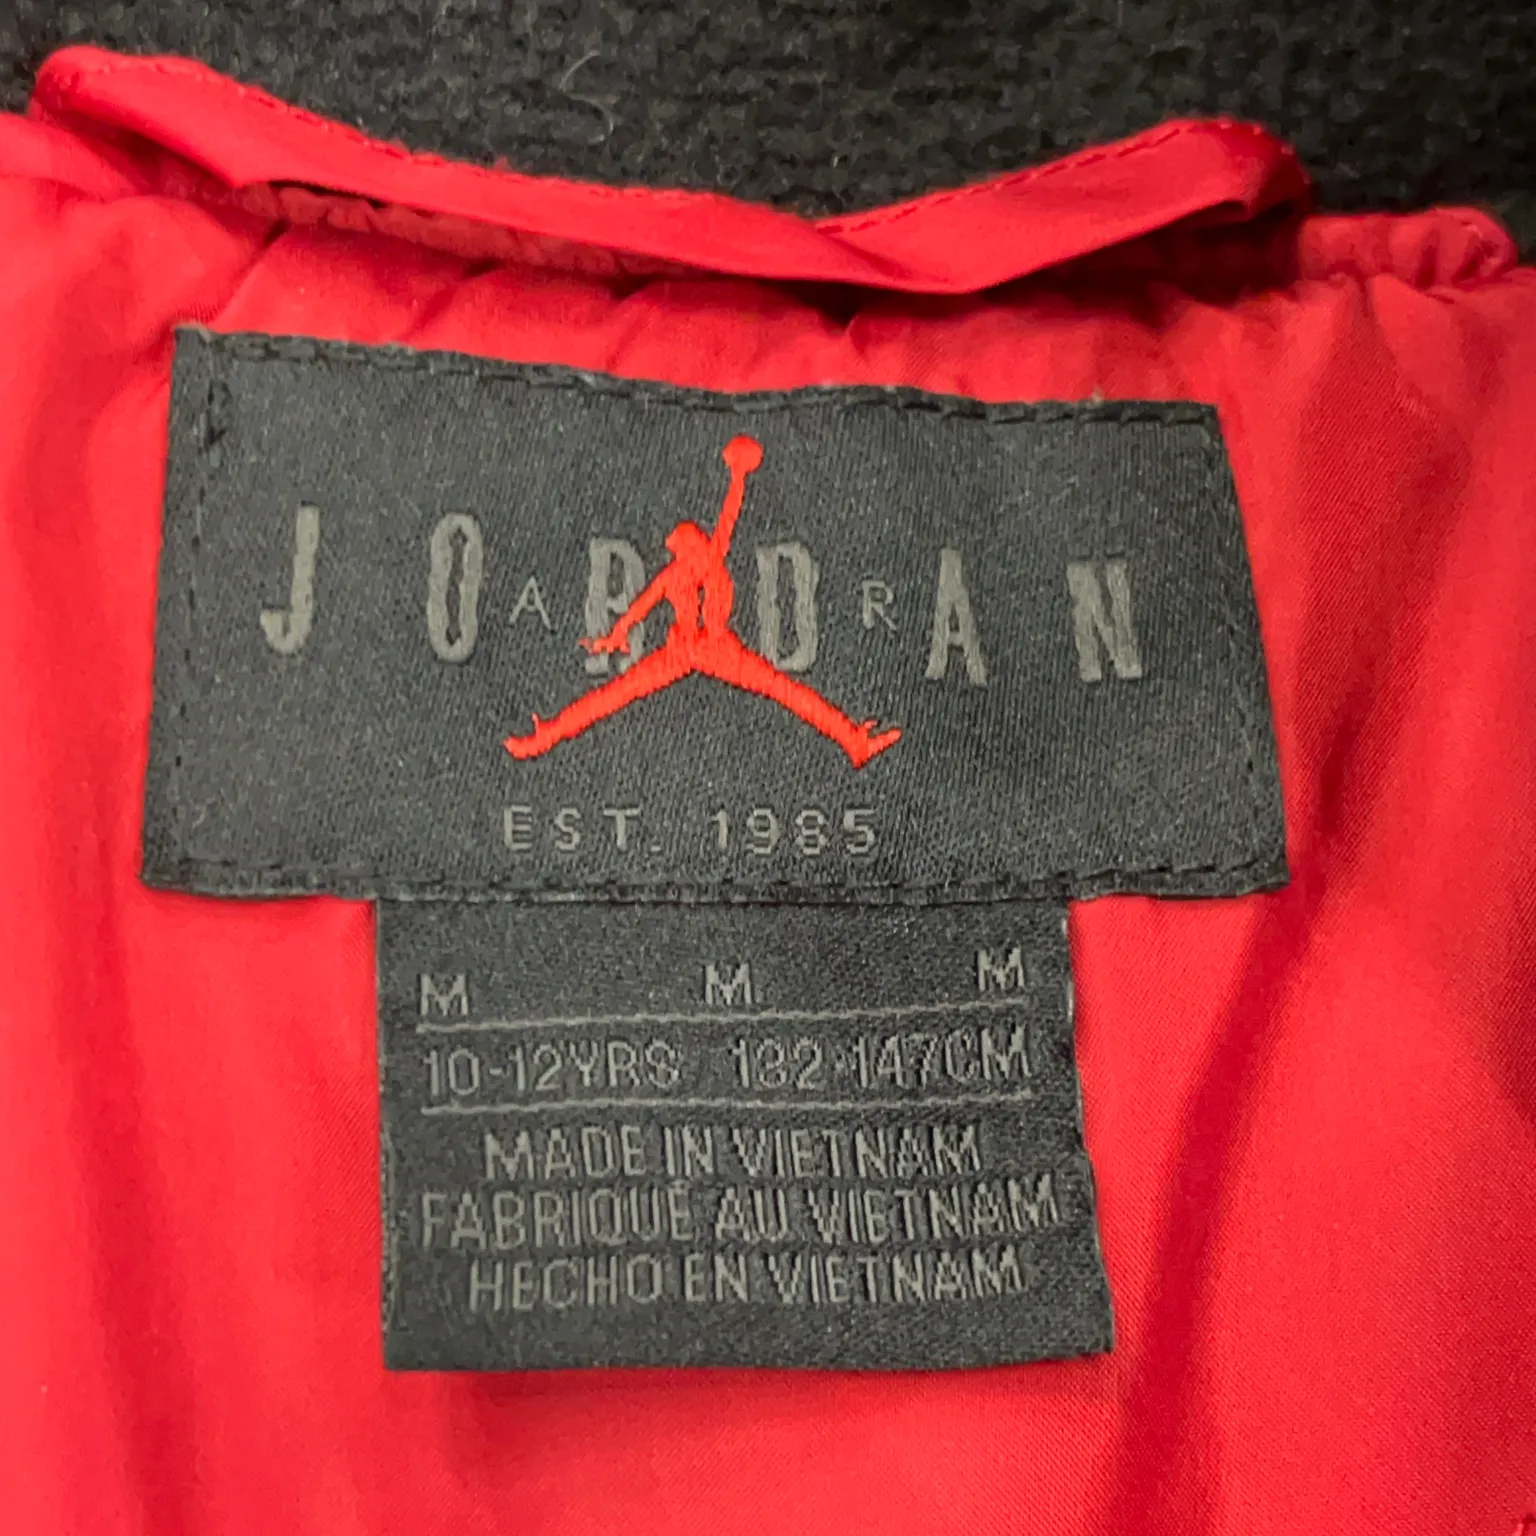 JORDAN
AIR
EST. 1985
M M M
10-12YRS 132-147CM
MADE IN VIETNAM
FABRIQUÉ AU VIETNAM
HECHO EN VIETNAM